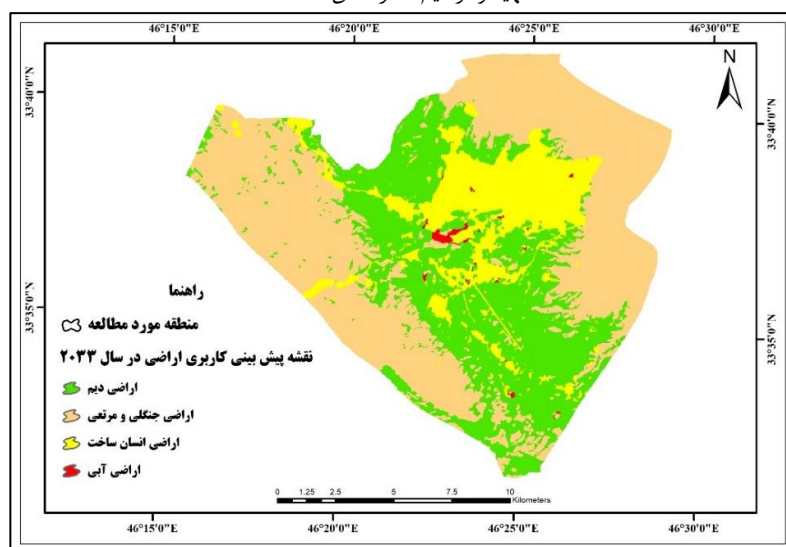 46°15'0"E 46°20'0"E 46°25'0"E 46°30'0"E
33°40'0"N
33°40'0"N
N
33°35'0"N
33°35'0"N
راهنما
منطقه مورد مطالعه
نقشه پیش بینی کاربری اراضی در سال ۲۰۳۳
اراضی دیم
اراضی جنگلی و مرتعی
اراضی انسان ساخت
اراضی آبی
0 1.25 2.5 5 7.5 10
Kilometers
46°15'0"E 46°20'0"E 46°25'0"E 46°30'0"E